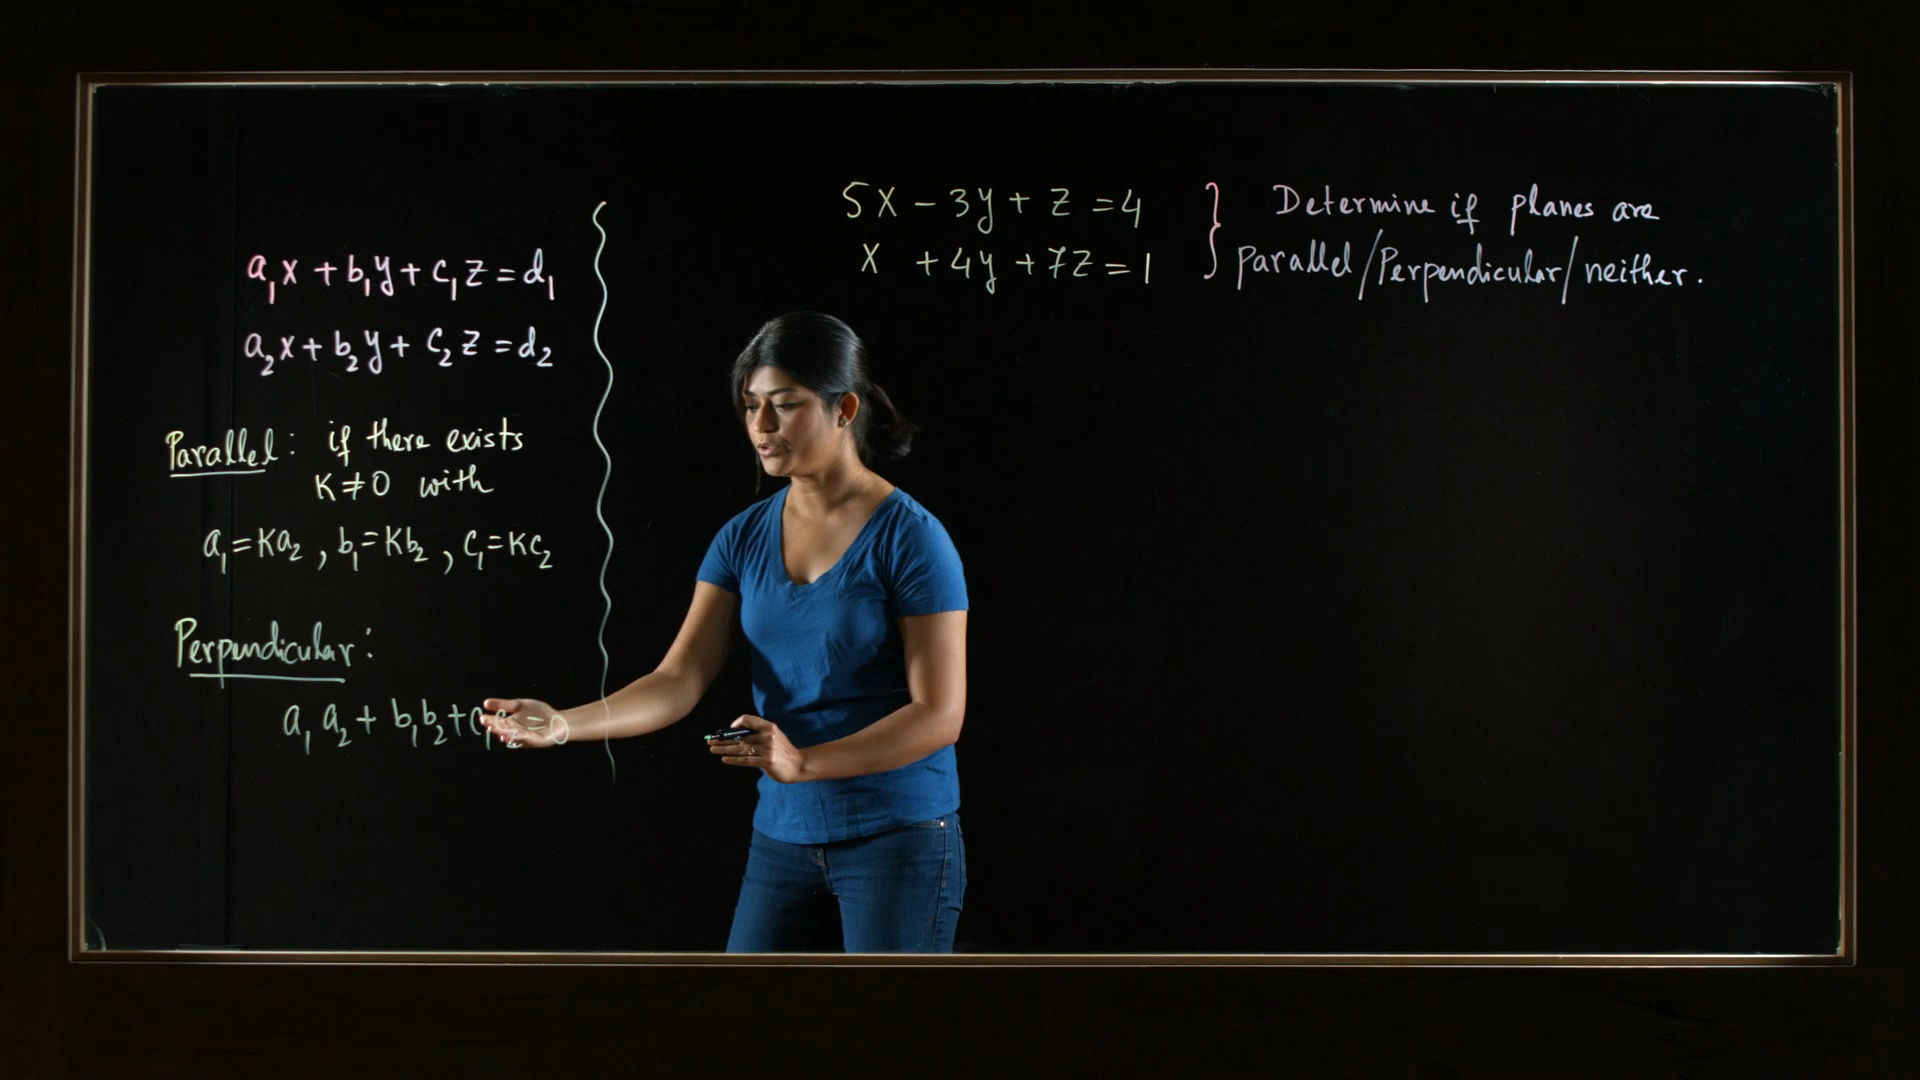 a₁x + b₁y + c₁z = d₁
a₂x + b₂y + c₂z = d₂
Parallel: if there exists
K ≠ 0 with
a₁ = Ka₂, b₁ = Kb₂, c₁ = Kc₂
Perpendicular:
a₁a₂ + b₁b₂ + c₁c₂ = 0
5x - 3y + z = 4
x + 4y + 7z = 1
Determine if planes are
parallel/Perpendicular/neither.